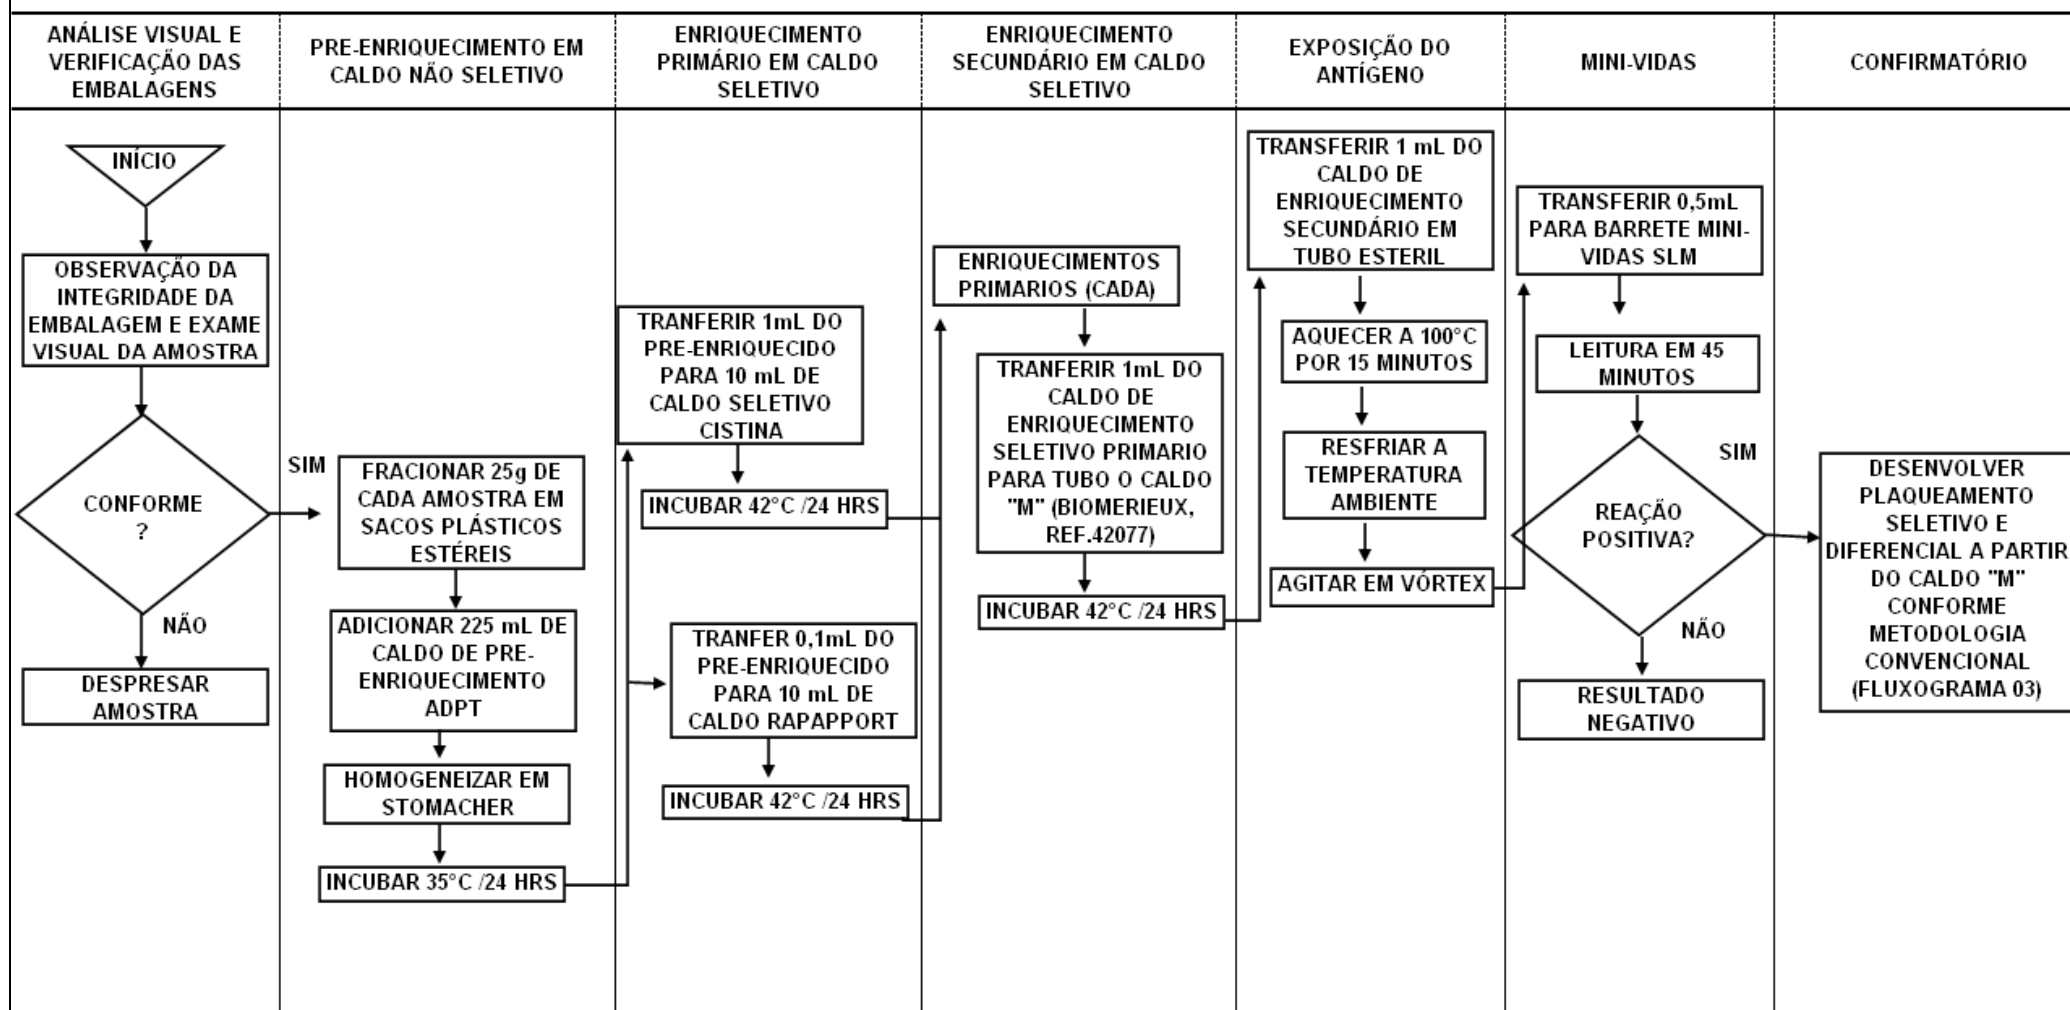 ANÁLISE VISUAL E
VERIFICAÇÃO DAS
EMBALAGENS
PRE-ENRIQUECIMENTO EM
CALDO NÃO SELETIVO
ENRIQUECIMENTO
PRIMÁRIO EM CALDO
SELETIVO
ENRIQUECIMENTO
SECUNDÁRIO EM CALDO
SELETIVO
EXPOSIÇÃO DO
ANTÍGENO
MINI-VIDAS
CONFIRMATÓRIO
INÍCIO
OBSERVAÇÃO DA
INTEGRIDADE DA
EMBALAGEM E EXAME
VISUAL DA AMOSTRA
CONFORME
?
SIM
NÃO
DESPRESAR
AMOSTRA
FRACIONAR 25g DE
CADA AMOSTRA EM
SACOS PLÁSTICOS
ESTÉREIS
ADICIONAR 225 mL DE
CALDO DE PRE-
ENRIQUECIMENTO
ADPT
HOMOGENEIZAR EM
STOMACHER
INCUBAR 35°C /24 HRS
TRANFERIR 1mL DO
PRE-ENRIQUECIDO
PARA 10 mL DE
CALDO SELETIVO
CISTINA
INCUBAR 42°C /24 HRS
TRANFER 0,1mL DO
PRE-ENRIQUECIDO
PARA 10 mL DE
CALDO RAPAPPORT
INCUBAR 42°C /24 HRS
ENRIQUECIMENTOS
PRIMARIOS (CADA)
TRANFERIR 1mL DO
CALDO DE
ENRIQUECIMENTO
SELETIVO PRIMARIO
PARA TUBO O CALDO
"M" (BIOMERIEUX,
REF.42077)
INCUBAR 42°C /24 HRS
TRANSFERIR 1 mL DO
CALDO DE
ENRIQUECIMENTO
SECUNDÁRIO EM
TUBO ESTERIL
AQUECER A 100°C
POR 15 MINUTOS
RESFRIAR A
TEMPERATURA
AMBIENTE
AGITAR EM VÓRTEX
TRANSFERIR 0,5mL
PARA BARRETE MINI-
VIDAS SLM
LEITURA EM 45
MINUTOS
REAÇÃO
POSITIVA?
SIM
NÃO
RESULTADO
NEGATIVO
DESENVOLVER
PLAQUEAMENTO
SELETIVO E
DIFERENCIAL A PARTIR
DO CALDO "M"
CONFORME
METODOLOGIA
CONVENCIONAL
(FLUXOGRAMA 03)